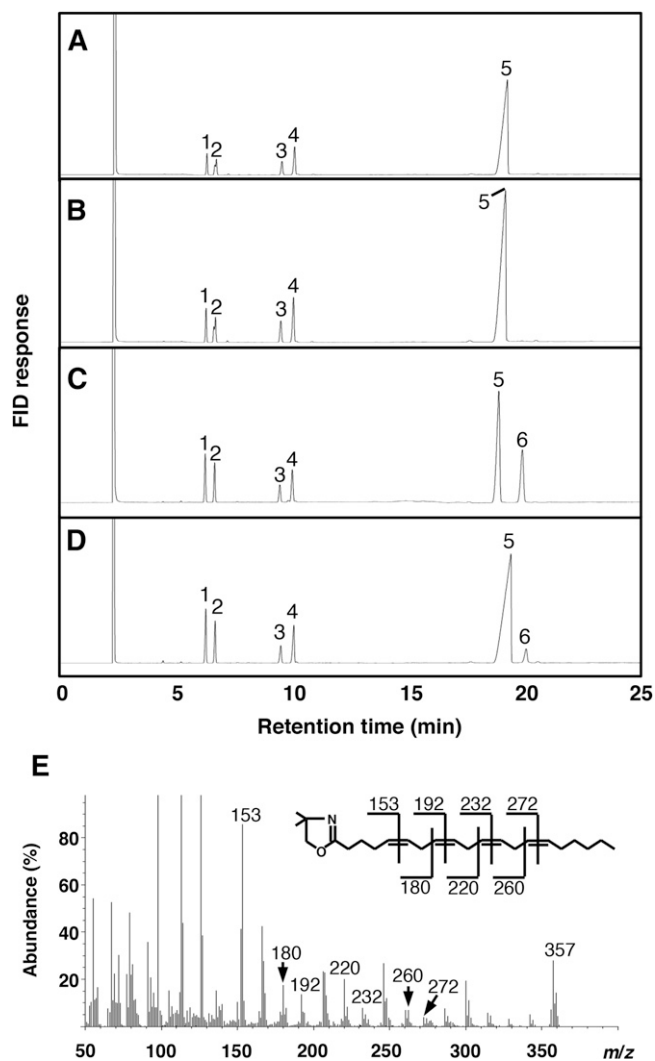 A
1
2
3
4
5
B
1
2
3
4
5
C
1
2
3
4
5
6
D
1
2
3
4
5
6
FID response
0 5 10 15 20 25
Retention time (min)
E
153 192 232 272
N
O
180 220 260
153
180
192
220
232
260
272
357
80
60
40
20
Abundance (%)
50 100 150 200 250 300 350 m/z